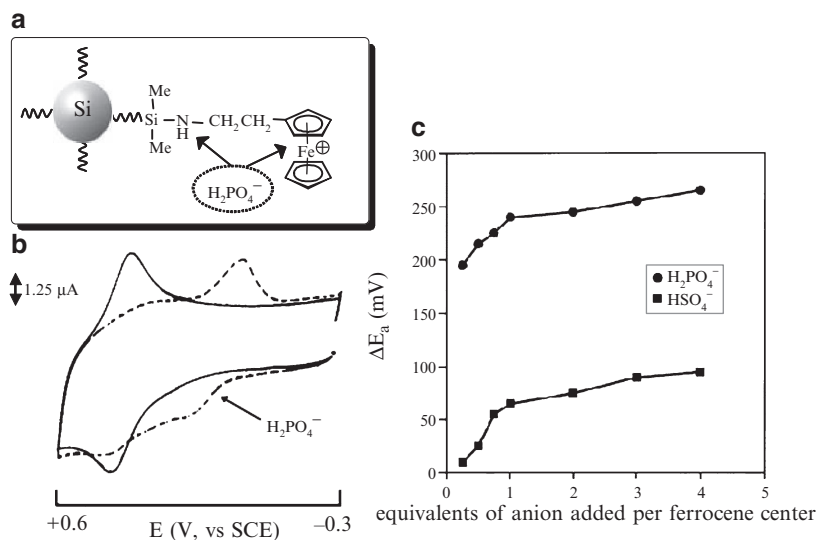 a
Si
Me
Si
N
H
CH₂CH₂
Me
Fe⊕
H₂PO₄⁻
b
1.25 μA
H₂PO₄⁻
+0.6
E (V, vs SCE)
–0.3
c
300
250
200
150
100
50
0
ΔEₐ (mV)
H₂PO₄⁻
HSO₄⁻
0 1 2 3 4 5
equivalents of anion added per ferrocene center